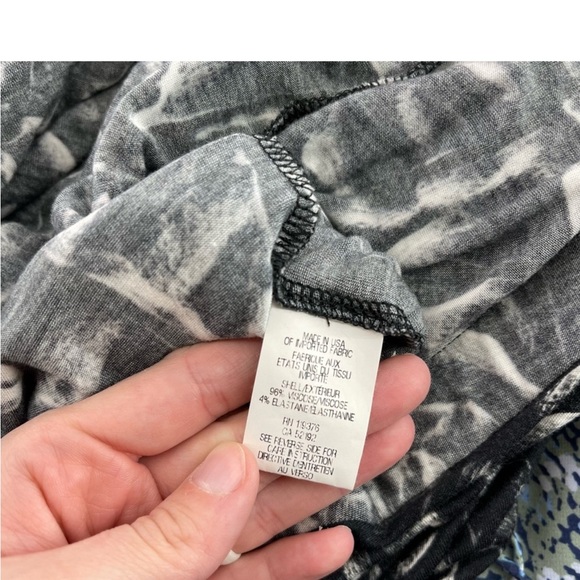 MADE IN USA
OF IMPORTED FABRIC
FABRIQUE AUX
ETATS UNIS DU TISSU
IMPORTE
SHELL/EXTERIEUR
96% VISCOSE/VISCOSE
4% ELASTANE/ELASTHANNE
RN 119376
CA 52192
SEE REVERSE SIDE FOR
CARE INSTRUCTION
DIRECTIVE D'ENTRETIEN
AU VERSO